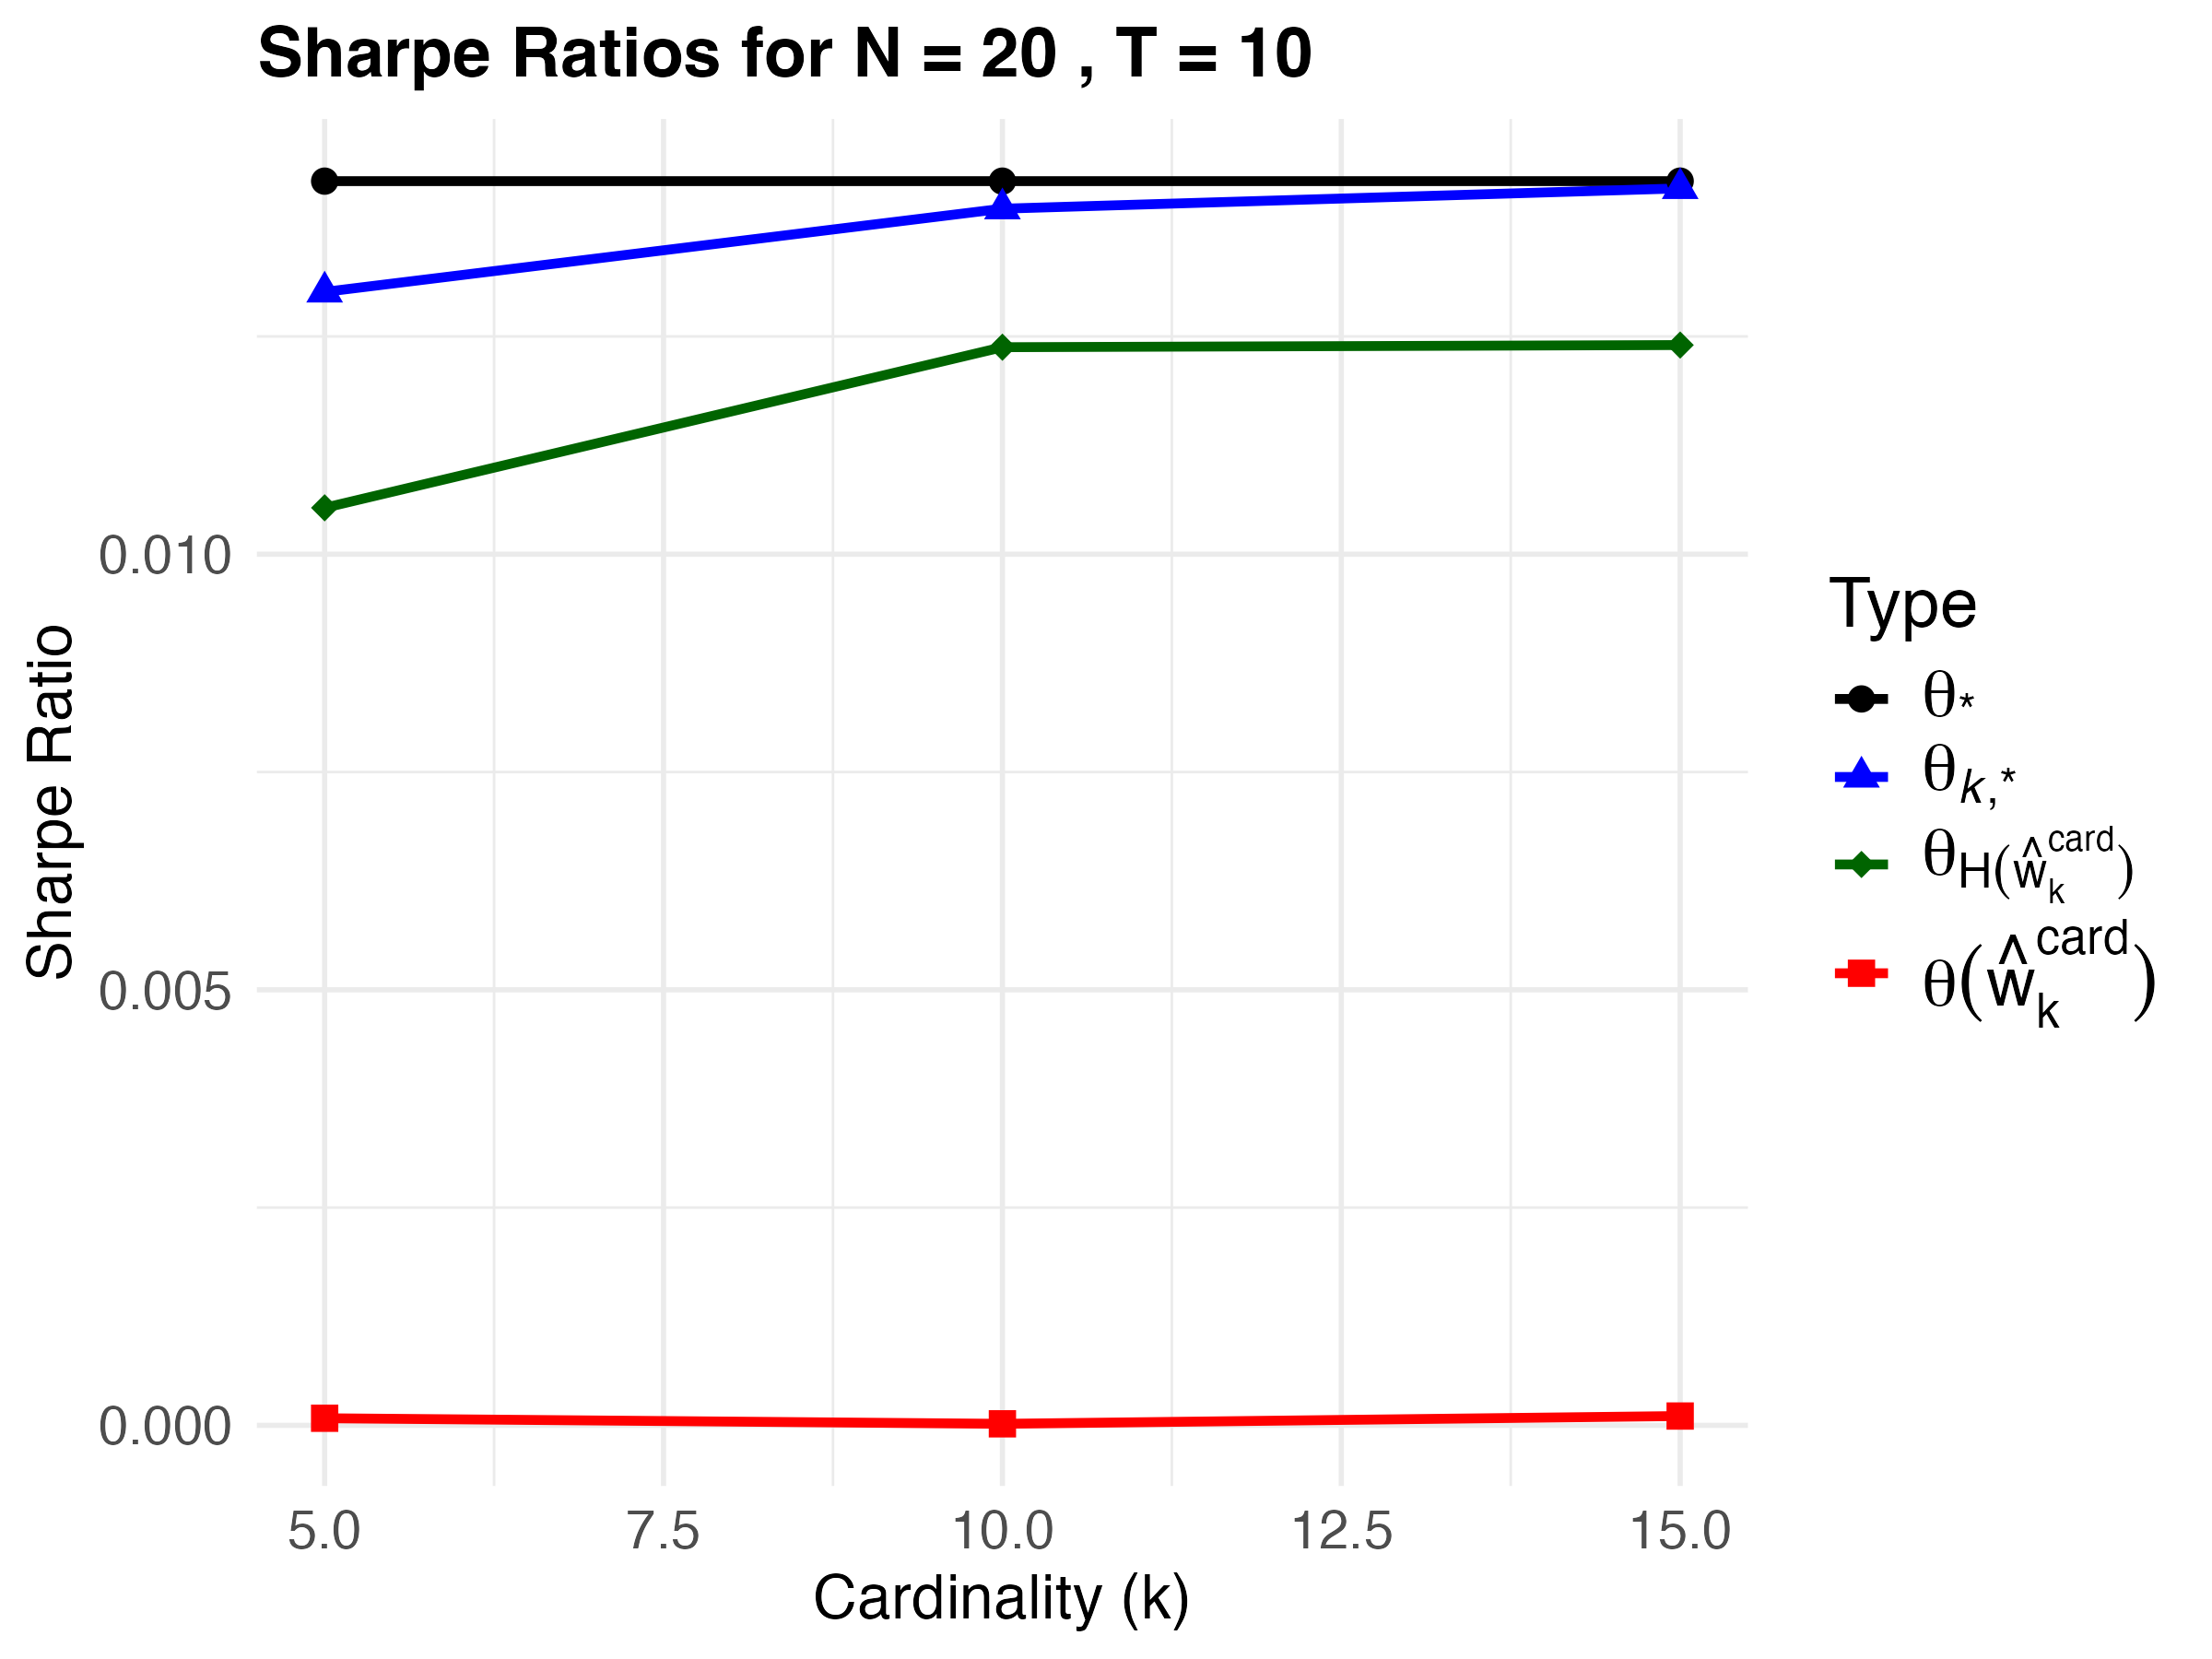 Sharpe Ratios for N = 20 , T = 10
Sharpe Ratio
0.010
0.005
0.000
5.0 7.5 10.0 12.5 15.0
Cardinality (k)
Type
θ*
θk,*
θH(ŵkcard)
θ(ŵkcard)